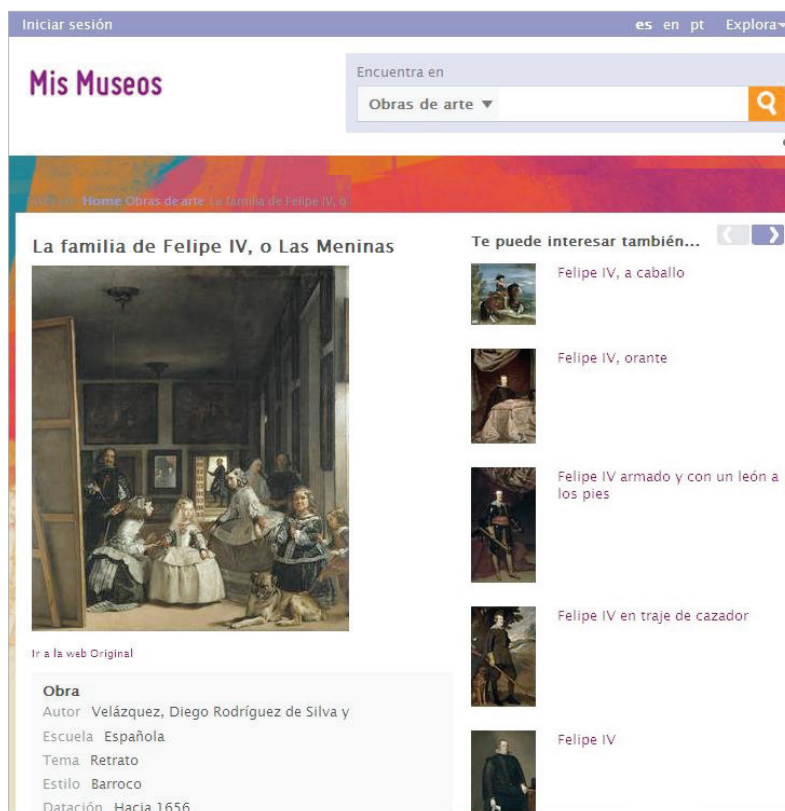 Iniciar sesión
es en pt Explora
Mis Museos
Encuentra en
Obras de arte
Home Obras de arte La familia de Felipe IV, o
La familia de Felipe IV, o Las Meninas
Ir a la web Original
Obra
Autor Velázquez, Diego Rodríguez de Silva y
Escuela Española
Tema Retrato
Estilo Barroco
Datación Hacia 1656
Te puede interesar también...
Felipe IV, a caballo
Felipe IV, orante
Felipe IV armado y con un león a
los pies
Felipe IV en traje de cazador
Felipe IV